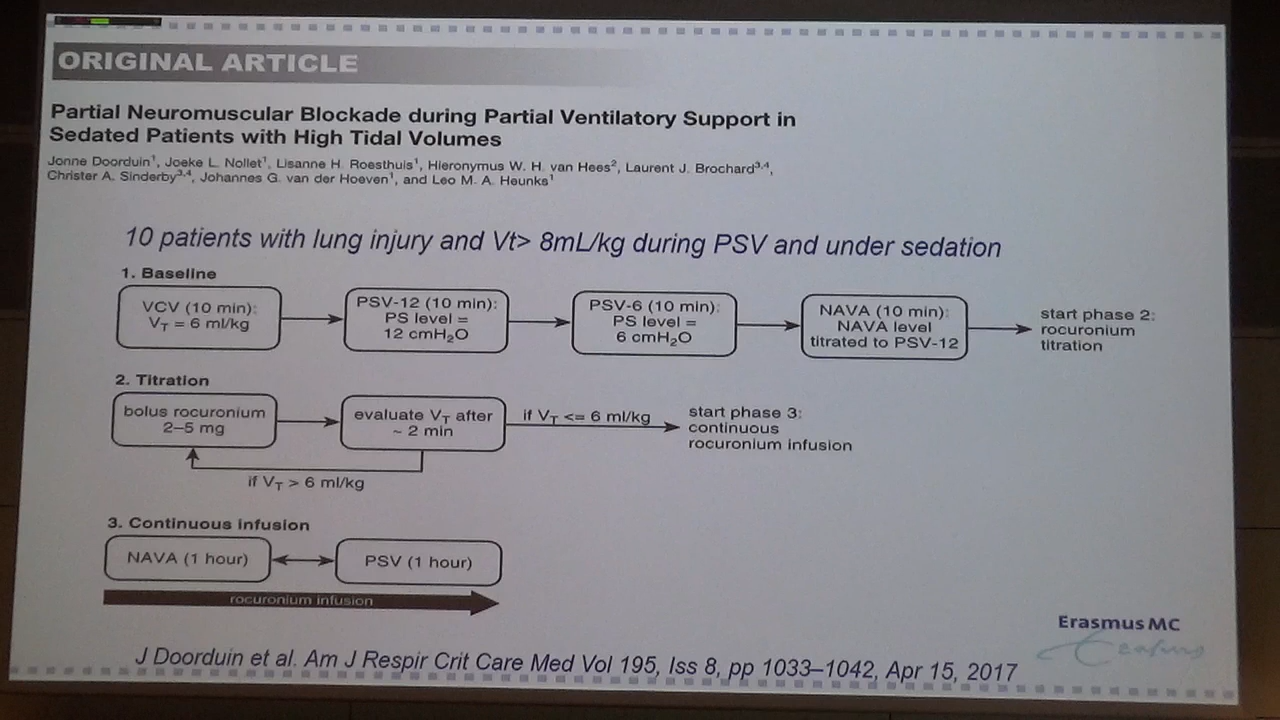 ORIGINAL ARTICLE
Partial Neuromuscular Blockade during Partial Ventilatory Support in
Sedated Patients with High Tidal Volumes
Jonne Doorduin¹, Joeke L. Nollet¹, Lisanne H. Roesthuis¹, Hieronymus W. H. van Hees², Laurent J. Brochard³,⁴,
Christer A. Sinderby³,⁴, Johannes G. van der Hoeven¹, and Leo M. A. Heunks¹
10 patients with lung injury and Vt> 8mL/kg during PSV and under sedation
1. Baseline
VCV (10 min):
V_T = 6 ml/kg
PSV-12 (10 min):
PS level =
12 cmH₂O
PSV-6 (10 min):
PS level =
6 cmH₂O
NAVA (10 min):
NAVA level
titrated to PSV-12
start phase 2:
rocuronium
titration
2. Titration
bolus rocuronium
2–5 mg
evaluate V_T after
~ 2 min
if V_T <= 6 ml/kg
start phase 3:
continuous
rocuronium infusion
if V_T > 6 ml/kg
3. Continuous infusion
NAVA (1 hour)
PSV (1 hour)
rocuronium infusion
Erasmus MC
Erasmus
J Doorduin et al. Am J Respir Crit Care Med Vol 195, Iss 8, pp 1033–1042, Apr 15, 2017